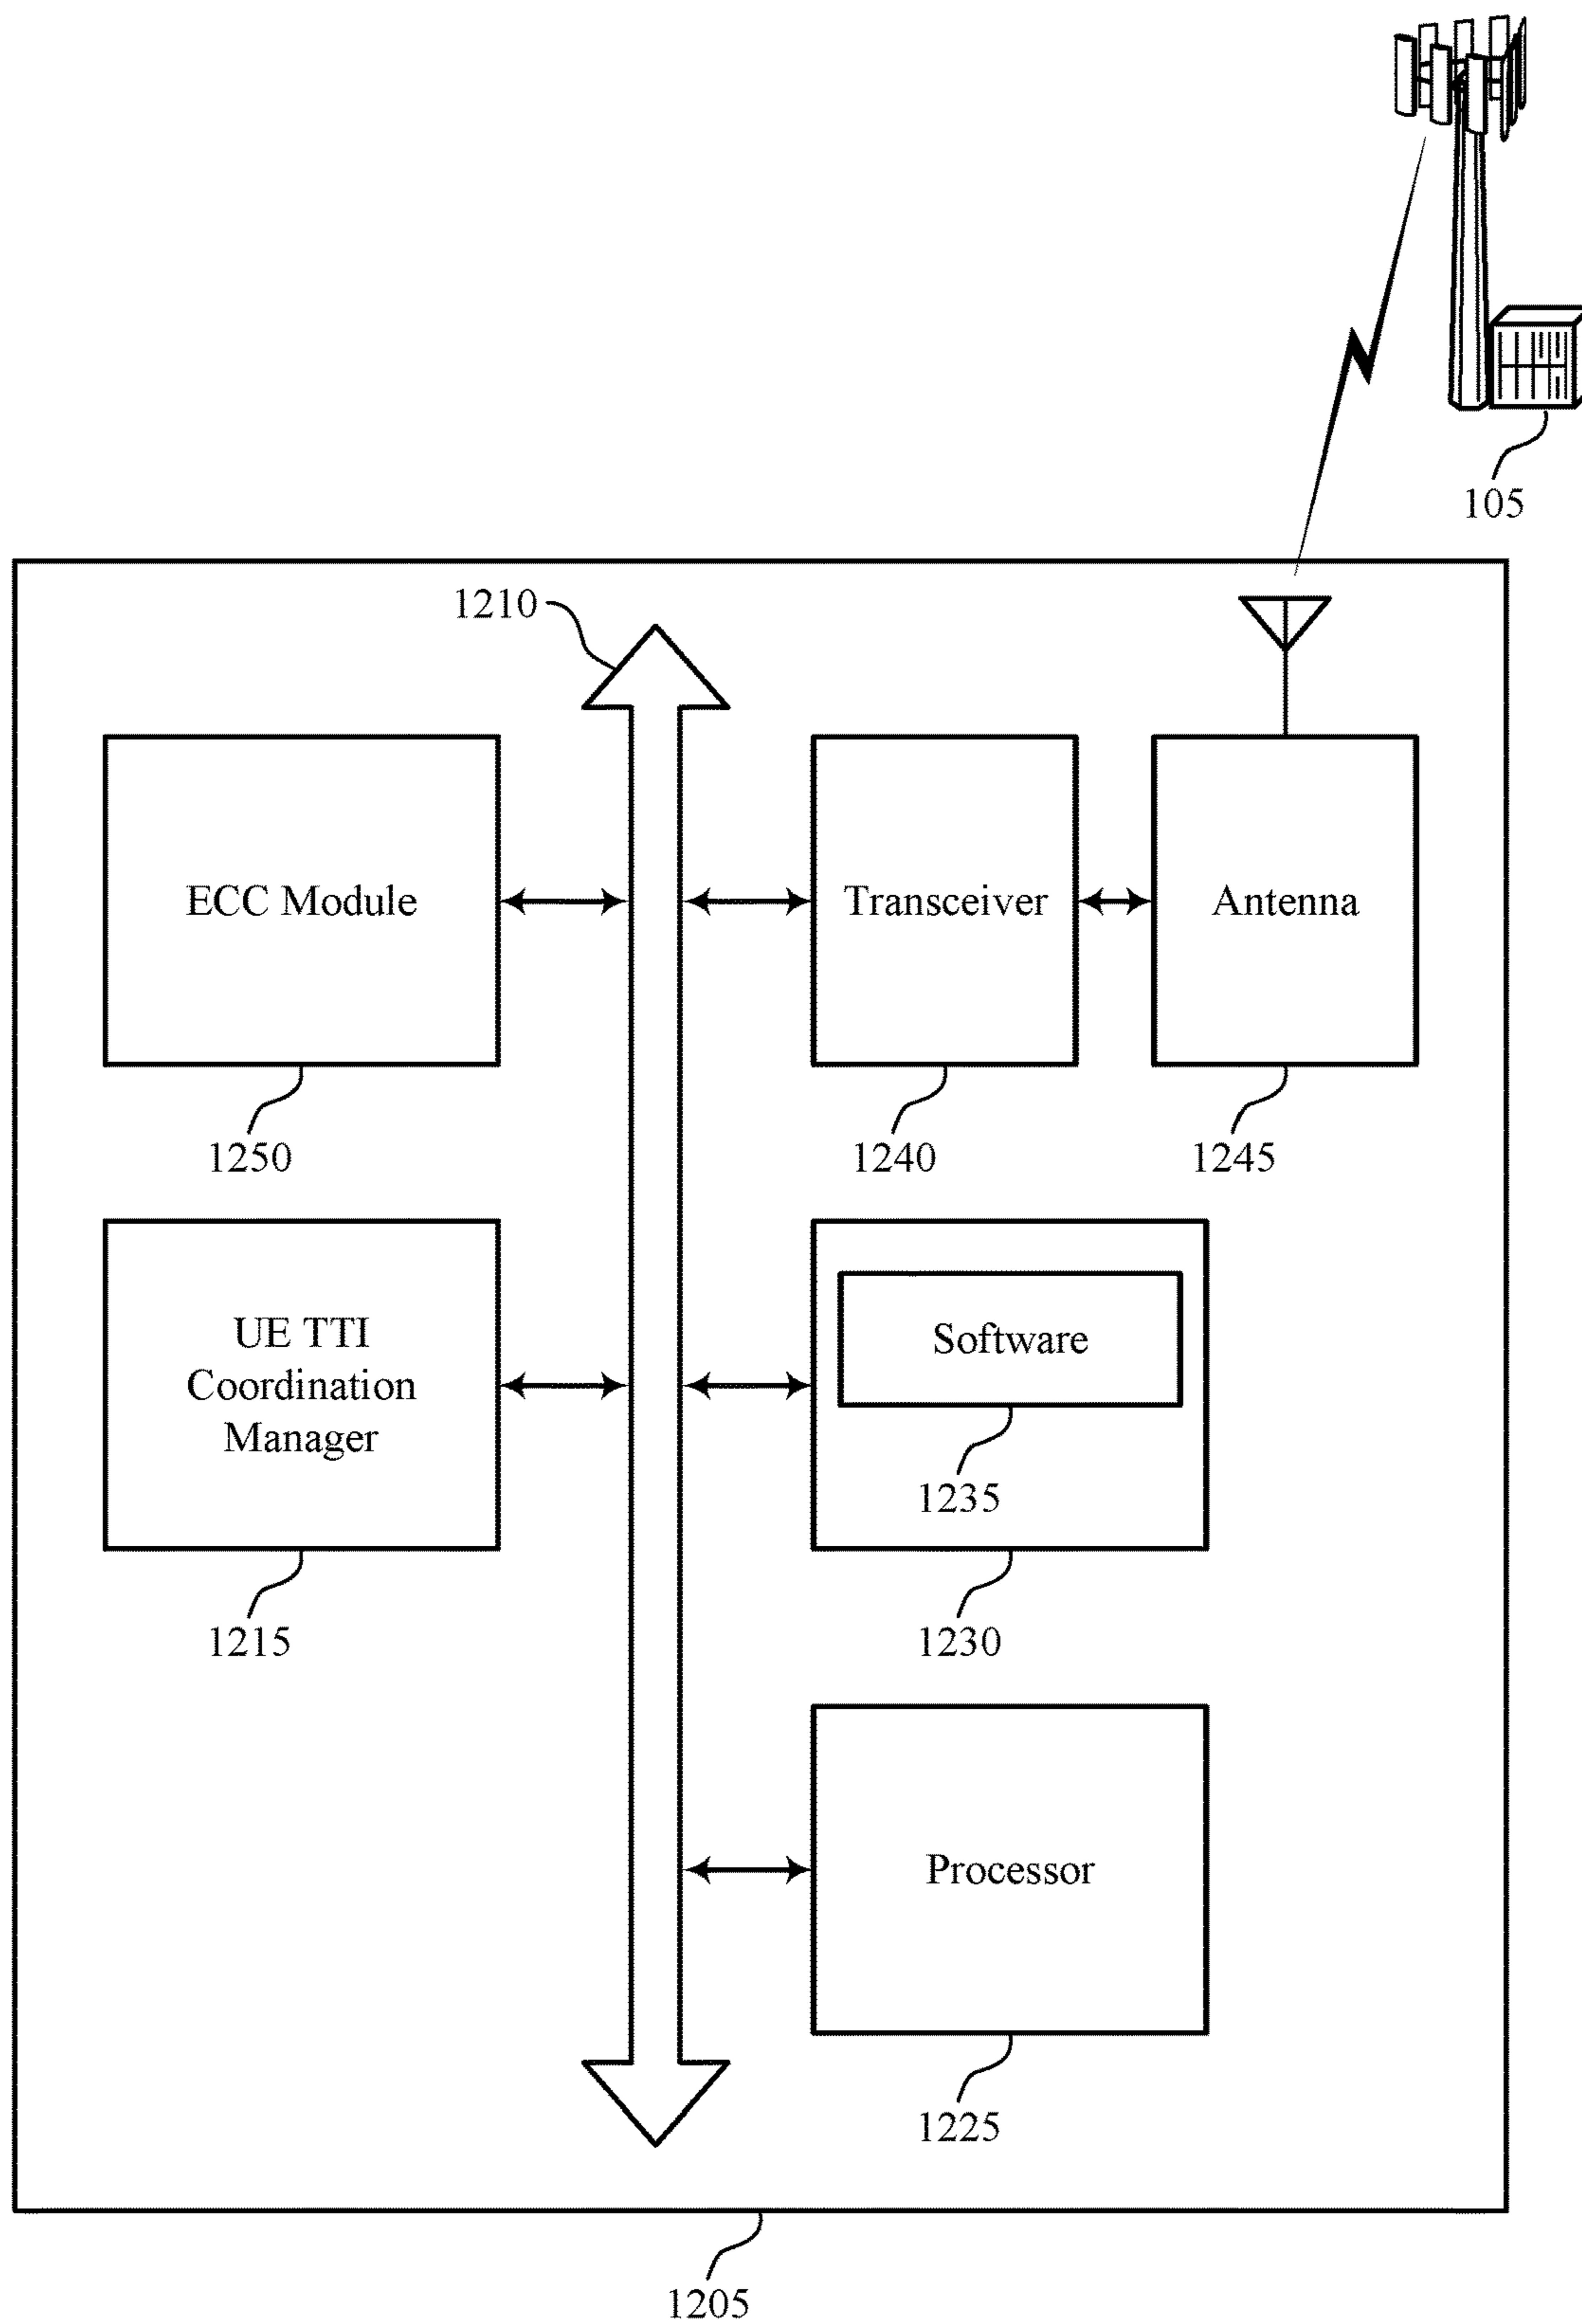 105
1210
ECC Module
Transceiver
Antenna
1250
1240
1245
UE TTI
Coordination
Manager
Software
1235
1215
1230
Processor
1225
1205